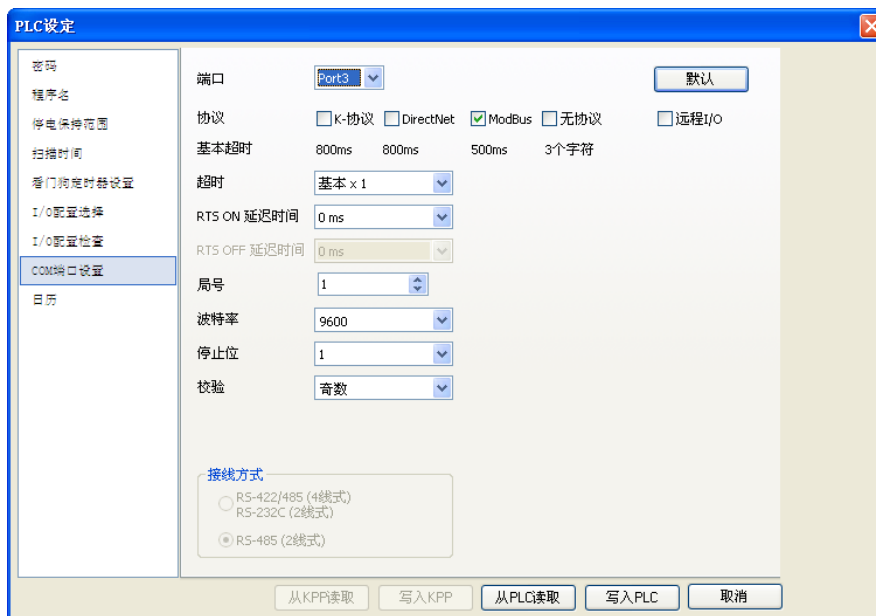 PLC设定
密码
程序名
停电保持范围
扫描时间
看门狗定时器设置
I/O配置选择
I/O配置检查
COM端口设置
日历
端口 Port3 默认
协议 K-协议 DirectNet ModBus 无协议 远程I/O
基本超时 800ms 800ms 500ms 3个字符
超时 基本 x 1
RTS ON 延迟时间 0 ms
RTS OFF 延迟时间 0 ms
局号 1
波特率 9600
停止位 1
校验 奇数
接线方式
RS-422/485 (4线式)
RS-232C (2线式)
RS-485 (2线式)
从KPP读取 写入KPP 从PLC读取 写入PLC 取消